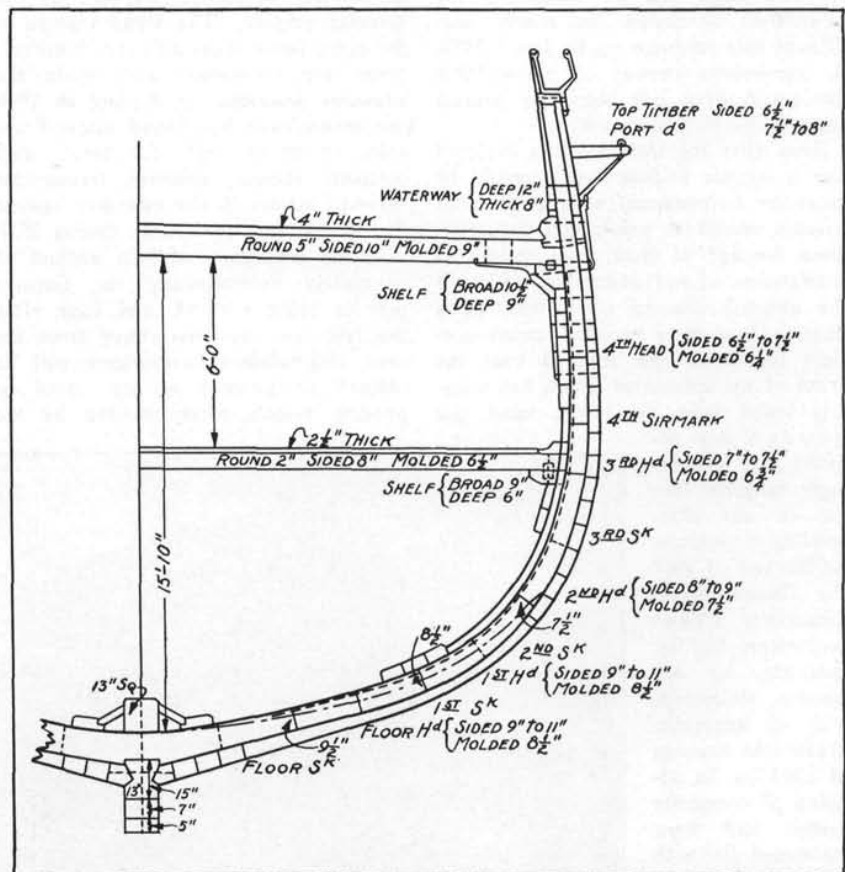 TOP TIMBER SIDED 6½"
PORT d° 7½" TO 8"
WATERWAY { DEEP 12"
THICK 8"
4" THICK
ROUND 5" SIDED 10" MOLDED 9"
SHELF { BROAD 10½"
DEEP 9"
6'-0"
4TH HEAD { SIDED 6½" TO 7½"
MOLDED 6¼"
4TH SIRMARK
2½" THICK
ROUND 2" SIDED 8" MOLDED 6½"
3RD Hd { SIDED 7" TO 7½"
MOLDED 6¾"
SHELF { BROAD 9"
DEEP 6"
15'-10"
3RD SK
2ND Hd { SIDED 8" TO 9"
MOLDED 7½"
7½"
8½"
2ND SK
1ST Hd { SIDED 9" TO 11"
MOLDED 8½"
13" SQ
1ST SK
FLOOR Hd { SIDED 9" TO 11"
MOLDED 8½"
9½"
FLOOR SK
13"
15"
7"
5"